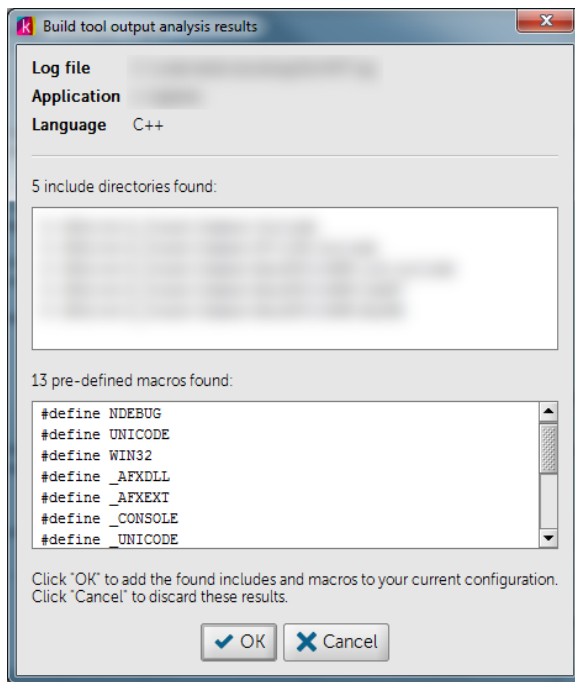 Build tool output analysis results
Log file
Application
Language C++
5 include directories found:
13 pre-defined macros found:
#define NDEBUG
#define UNICODE
#define WIN32
#define _AFXDLL
#define _AFXEXT
#define _CONSOLE
#define _UNICODE
Click "OK" to add the found includes and macros to your current configuration.
Click "Cancel" to discard these results.
OK Cancel